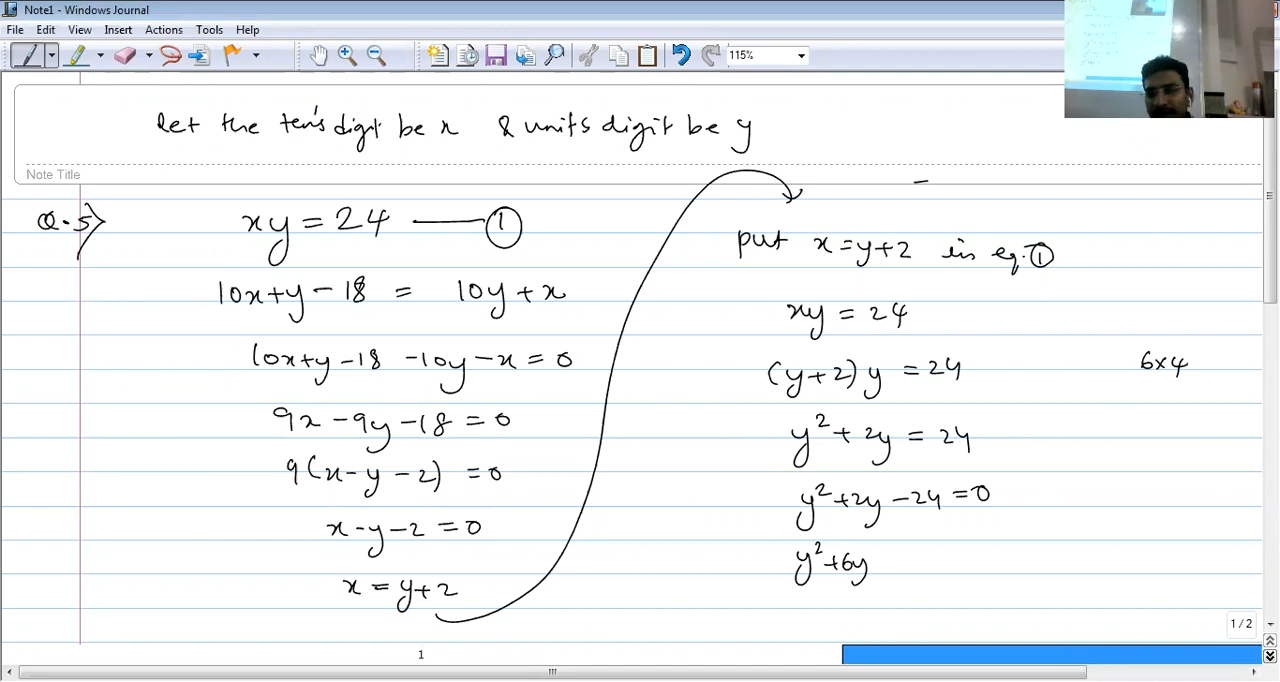 Note1 - Windows Journal
File Edit View Insert Actions Tools Help
115%
Let the ten's digit be x & units digit be y
Note Title
Q.5>
xy = 24 —— ①
10x+y-18 = 10y+x
10x+y-18 -10y-x=0
9x-9y-18=0
9(x-y-2)=0
x-y-2=0
x=y+2
put x=y+2 in eq.①
xy=24
(y+2)y=24
6x4
y²+2y=24
y²+2y-24=0
y²+6y
1 / 2
1